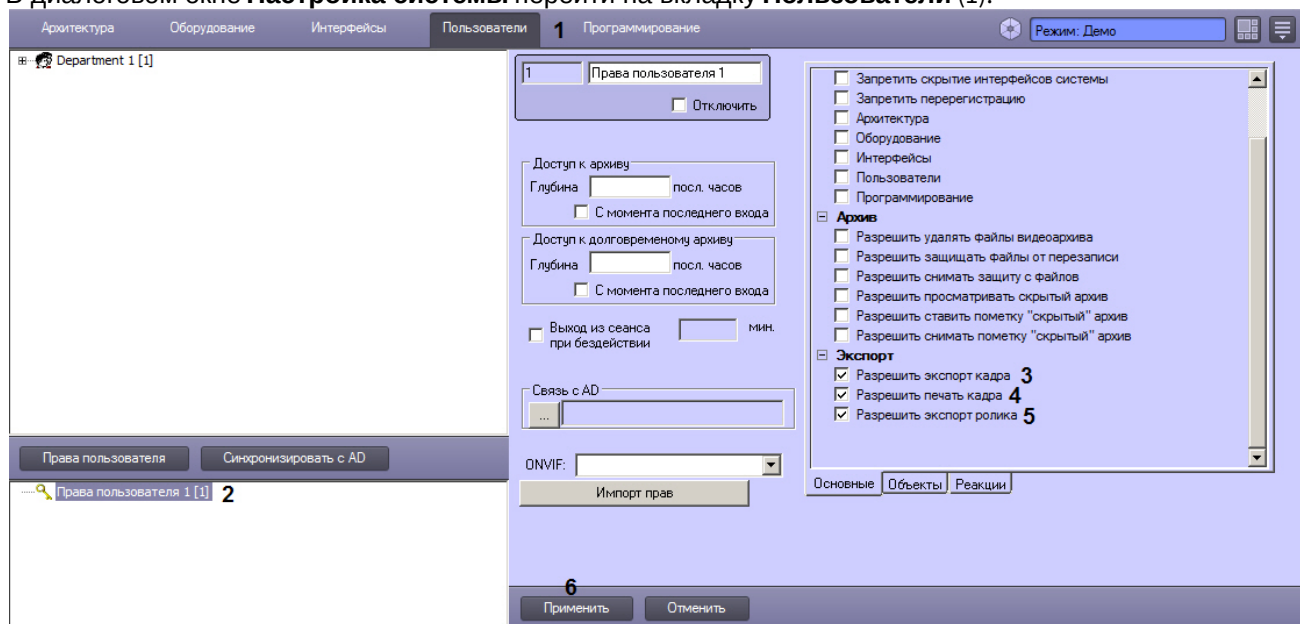 В диалоговом окне Настройка системы перейти на вкладку Пользователи (1).
Архитектура Оборудование Интерфейсы Пользователи 1 Программирование Режим: Демо
Department 1 [1]
1 Права пользователя 1
Отключить
Доступ к архиву
Глубина посл. часов
С момента последнего входа
Доступ к долговременому архиву
Глубина посл. часов
С момента последнего входа
Выход из сеанса мин.
при бездействии
Связь с AD
...
ONVIF:
Импорт прав
Запретить скрытие интерфейсов системы
Запретить перерегистрацию
Архитектура
Оборудование
Интерфейсы
Пользователи
Программирование
Архив
Разрешить удалять файлы видеоархива
Разрешить защищать файлы от перезаписи
Разрешить снимать защиту с файлов
Разрешить просматривать скрытый архив
Разрешить ставить пометку "скрытый" архив
Разрешить снимать пометку "скрытый" архив
Экспорт
Разрешить экспорт кадра 3
Разрешить печать кадра 4
Разрешить экспорт ролика 5
Основные Объекты Реакции
Права пользователя Синхронизировать с AD
Права пользователя 1 [1] 2
6
Применить Отменить